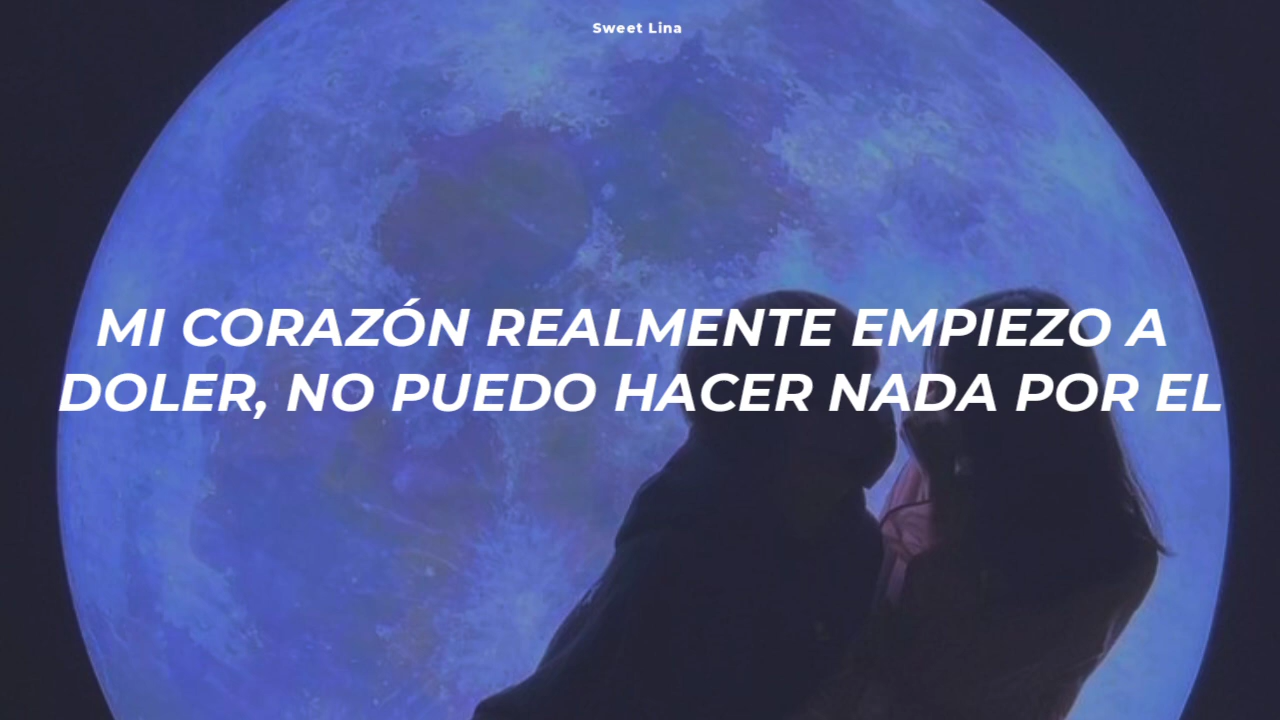 Sweet Lina
MI CORAZÓN REALMENTE EMPIEZO A
DOLER, NO PUEDO HACER NADA POR EL